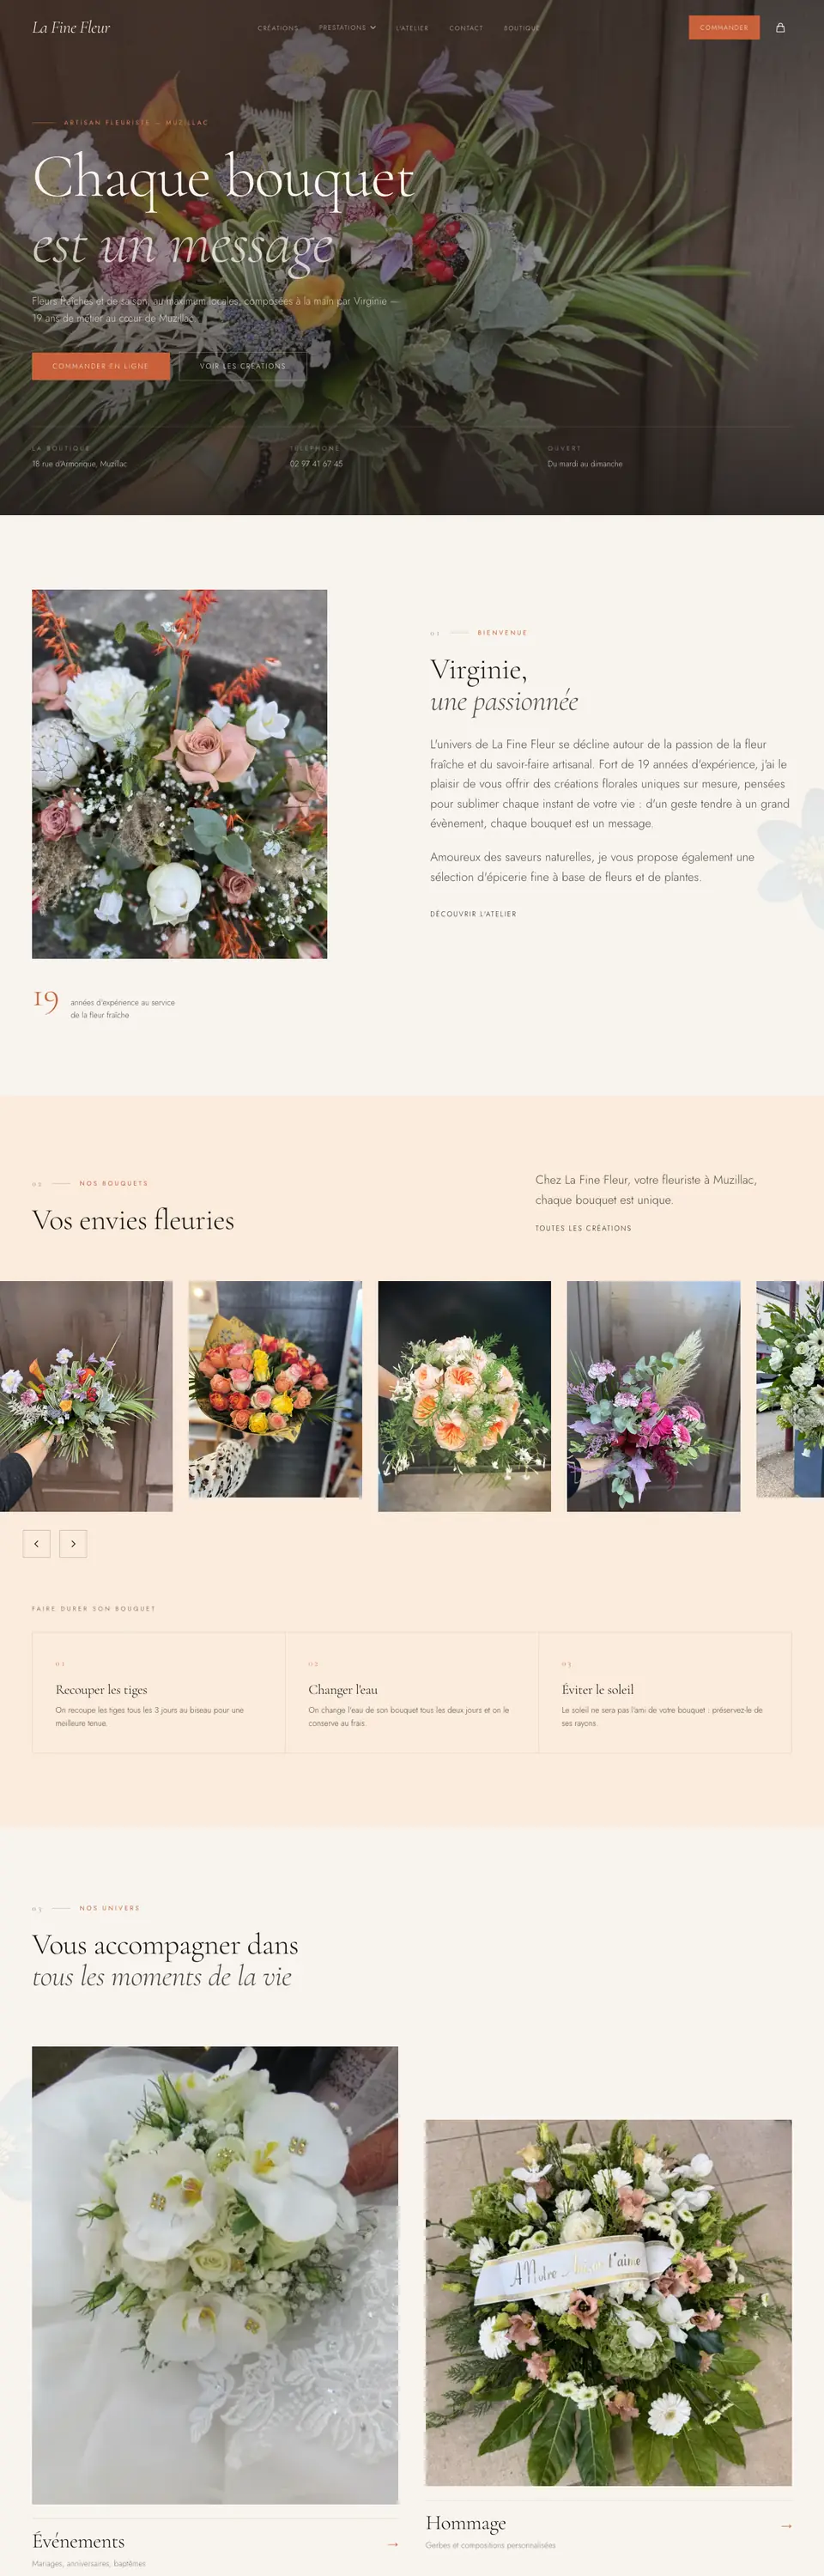 La Fine Fleur
CRÉATIONS
PRESTATIONS
L'ATELIER
CONTACT
BOUTIQUE
COMMANDER
ARTISAN FLEURISTE — MUZILLAC
Chaque bouquet
est un message
Fleurs fraîches et de saison, au maximum locales, composées à la main par Virginie —
19 ans de métier au cœur de Muzillac.
COMMANDER EN LIGNE
VOIR LES CRÉATIONS
LA BOUTIQUE
18 rue d'Armorique, Muzillac
TÉLÉPHONE
02 97 41 67 45
OUVERT
Du mardi au dimanche
01
BIENVENUE
Virginie,
une passionnée
L'univers de La Fine Fleur se décline autour de la passion de la fleur
fraîche et du savoir-faire artisanal. Fort de 19 années d'expérience, j'ai le
plaisir de vous offrir des créations florales uniques sur mesure, pensées
pour sublimer chaque instant de votre vie : d'un geste tendre à un grand
évènement, chaque bouquet est un message.
Amoureux des saveurs naturelles, je vous propose également une
sélection d'épicerie fine à base de fleurs et de plantes.
DÉCOUVRIR L'ATELIER
19
années d'expérience au service
de la fleur fraîche
02
NOS BOUQUETS
Vos envies fleuries
Chez La Fine Fleur, votre fleuriste à Muzillac,
chaque bouquet est unique.
TOUTES LES CRÉATIONS
FAIRE DURER SON BOUQUET
01
Recouper les tiges
On recoupe les tiges tous les 3 jours au biseau pour une
meilleure tenue.
02
Changer l'eau
On change l'eau de son bouquet tous les deux jours et on le
conserve au frais.
03
Éviter le soleil
Le soleil ne sera pas l'ami de votre bouquet : préservez-le de
ses rayons.
03
NOS UNIVERS
Vous accompagner dans
tous les moments de la vie
A Notre
t'aime
Événements
→
Mariages, anniversaires, baptêmes
Hommage
→
Gerbes et compositions personnalisées